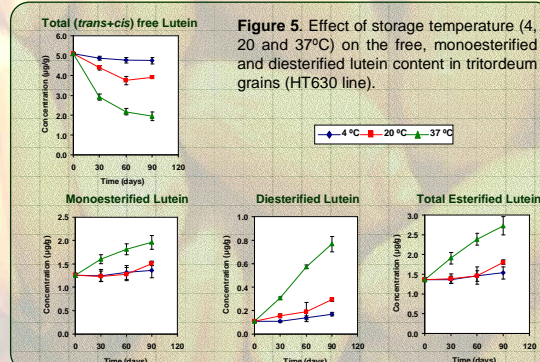 Total (trans+cis) free Lutein
Figure 5. Effect of storage temperature (4,
20 and 37ºC) on the free, monoesterified
and diesterified lutein content in tritordeum
grains (HT630 line).
4 ºC 20 ºC 37 ºC
Concentration (µg/g)
6.0
5.0
4.0
3.0
2.0
1.0
0.0
0 30 60 90 120
Time (days)
Monoesterified Lutein
Concentration (µg/g)
2.5
2.0
1.5
1.0
0.5
0.0
0 30 60 90 120
Time (days)
Diesterified Lutein
Concentration (µg/g)
1.0
0.8
0.6
0.4
0.2
0.0
0 30 60 90 120
Time (days)
Total Esterified Lutein
Concentration (µg/g)
3.0
2.5
2.0
1.5
1.0
0.5
0.0
0 30 60 90 120
Time (days)